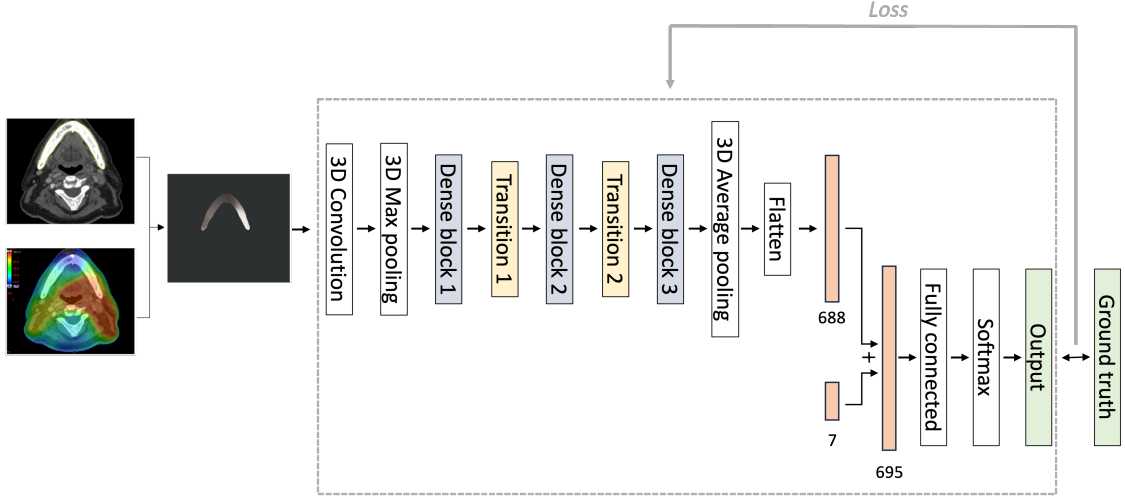 Loss
3D Convolution
3D Max pooling
Dense block 1
Transition 1
Dense block 2
Transition 2
Dense block 3
3D Average pooling
Flatten
688
+
7
695
Fully connected
Softmax
Output
Ground truth